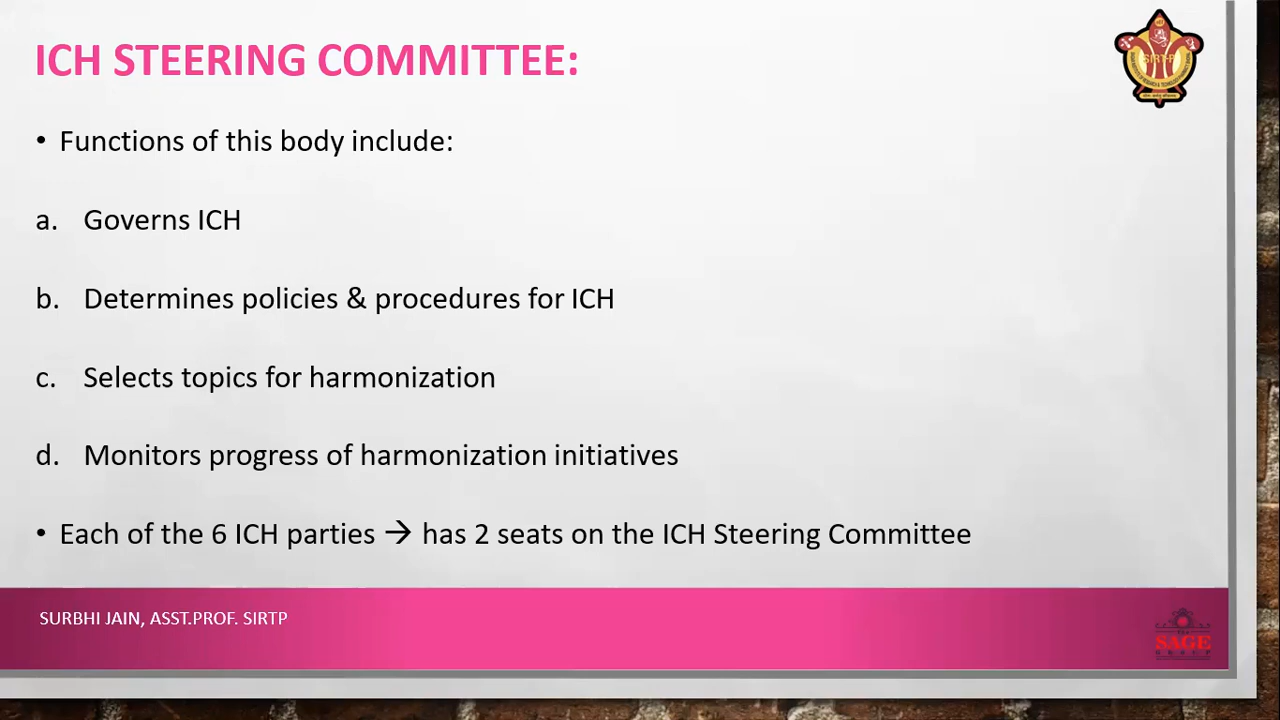 ICH STEERING COMMITTEE:
• Functions of this body include:
a. Governs ICH
b. Determines policies & procedures for ICH
c. Selects topics for harmonization
d. Monitors progress of harmonization initiatives
• Each of the 6 ICH parties → has 2 seats on the ICH Steering Committee
SURBHI JAIN, ASST.PROF. SIRTP
SAGE